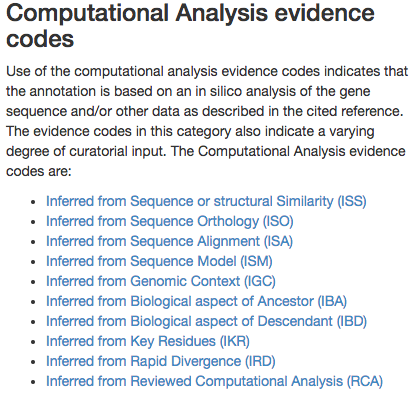 Computational Analysis evidence
codes
Use of the computational analysis evidence codes indicates that
the annotation is based on an in silico analysis of the gene
sequence and/or other data as described in the cited reference.
The evidence codes in this category also indicate a varying
degree of curatorial input. The Computational Analysis evidence
codes are:
• Inferred from Sequence or structural Similarity (ISS)
• Inferred from Sequence Orthology (ISO)
• Inferred from Sequence Alignment (ISA)
• Inferred from Sequence Model (ISM)
• Inferred from Genomic Context (IGC)
• Inferred from Biological aspect of Ancestor (IBA)
• Inferred from Biological aspect of Descendant (IBD)
• Inferred from Key Residues (IKR)
• Inferred from Rapid Divergence (IRD)
• Inferred from Reviewed Computational Analysis (RCA)